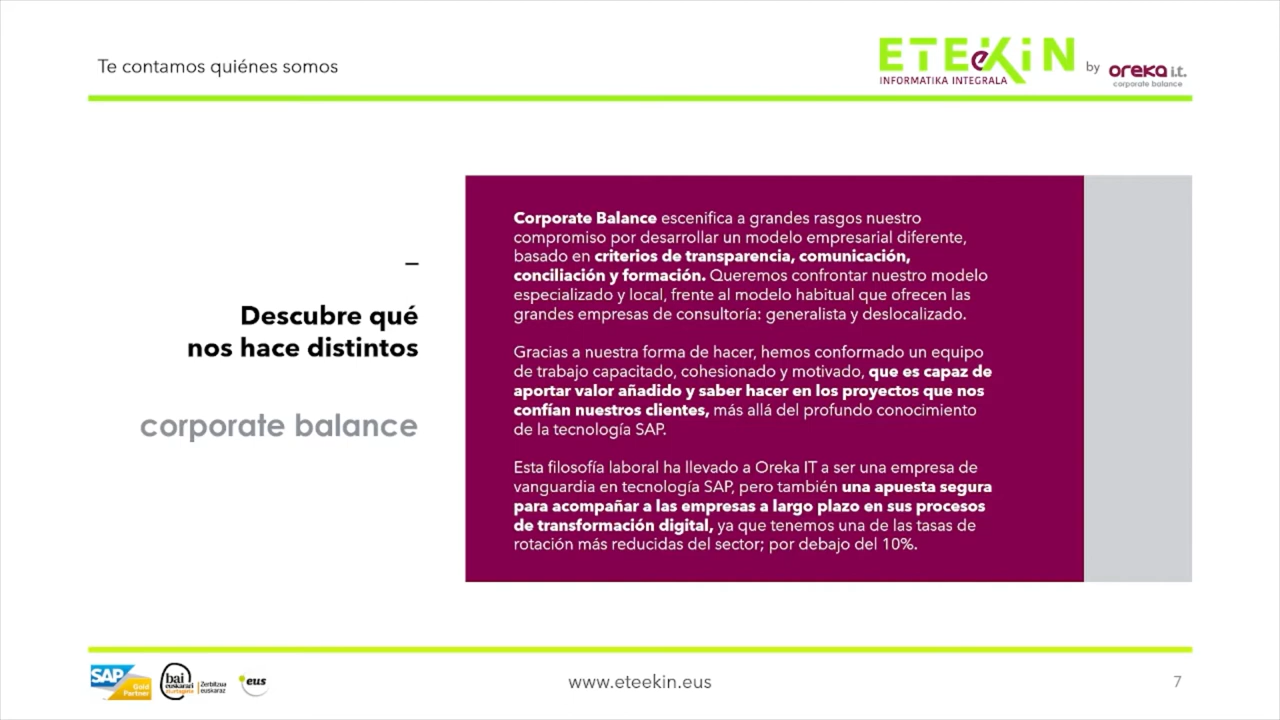 Te contamos quiénes somos
ETEKiN
e
INFORMATIKA INTEGRALA
by
oreka i.t.
corporate balance
–
Descubre qué
nos hace distintos
corporate balance
Corporate Balance escenifica a grandes rasgos nuestro
compromiso por desarrollar un modelo empresarial diferente,
basado en criterios de transparencia, comunicación,
conciliación y formación. Queremos confrontar nuestro modelo
especializado y local, frente al modelo habitual que ofrecen las
grandes empresas de consultoría: generalista y deslocalizado.
Gracias a nuestra forma de hacer, hemos conformado un equipo
de trabajo capacitado, cohesionado y motivado, que es capaz de
aportar valor añadido y saber hacer en los proyectos que nos
confían nuestros clientes, más allá del profundo conocimiento
de la tecnología SAP.
Esta filosofía laboral ha llevado a Oreka IT a ser una empresa de
vanguardia en tecnología SAP, pero también una apuesta segura
para acompañar a las empresas a largo plazo en sus procesos
de transformación digital, ya que tenemos una de las tasas de
rotación más reducidas del sector; por debajo del 10%.
SAP
Gold
Partner
bai
euskarari
ziurtagiria
Zerbitzua
euskaraz
.eus
www.eteekin.eus
7